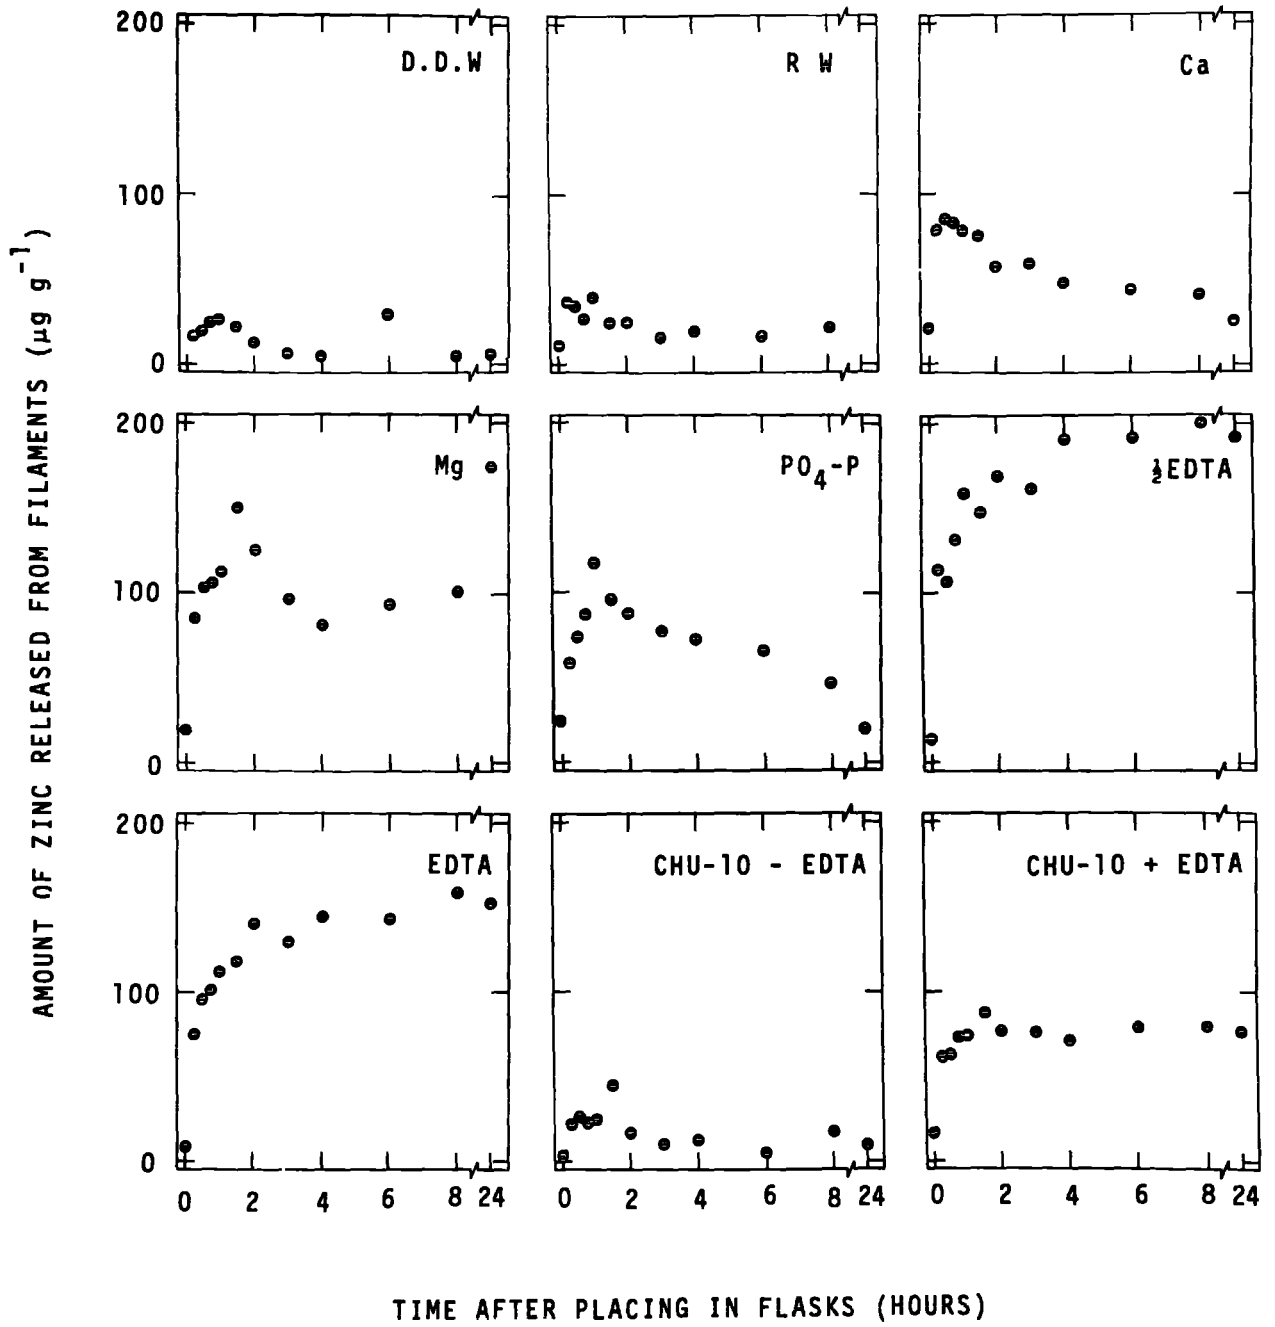 AMOUNT OF ZINC RELEASED FROM FILAMENTS (µg g⁻¹)
200
100
0
D.D.W
R W
Ca
200
100
0
Mg
PO₄-P
½EDTA
200
100
0
EDTA
CHU-10 - EDTA
CHU-10 + EDTA
0 2 4 6 8 24
0 2 4 6 8 24
0 2 4 6 8 24
TIME AFTER PLACING IN FLASKS (HOURS)